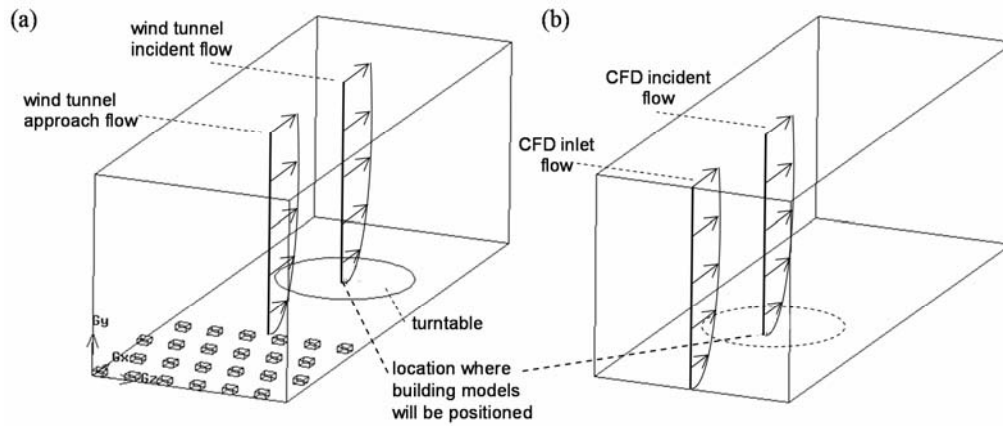 (a)
wind tunnel
incident flow
wind tunnel
approach flow
turntable
Gy
Gx
Gz
location where
building models
will be positioned
(b)
CFD incident
flow
CFD inlet
flow